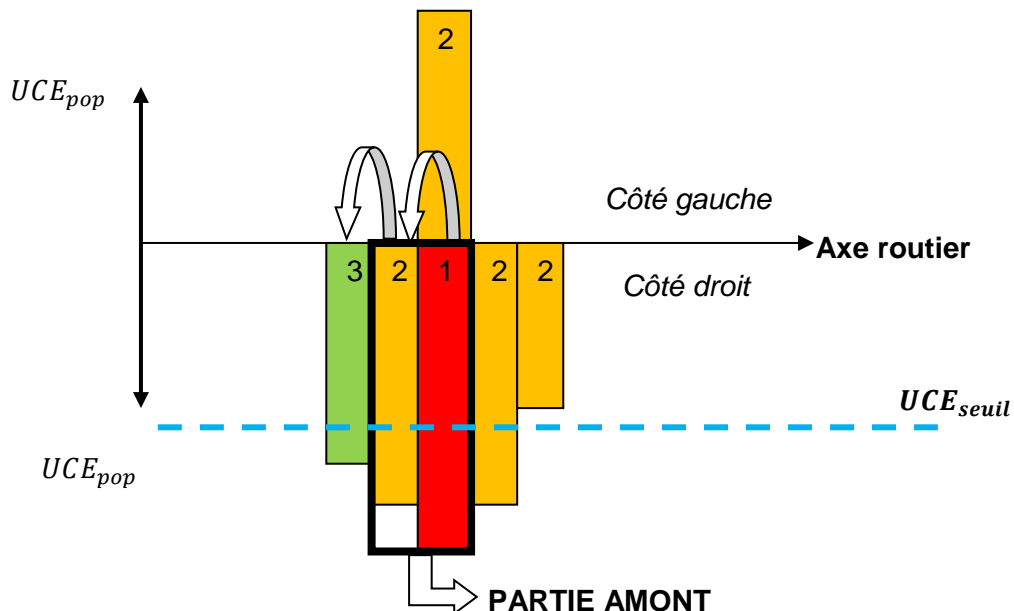 2
UCE_pop
Côté gauche
Axe routier
3 2 1 2 2
Côté droit
UCE_seuil
UCE_pop
PARTIE AMONT